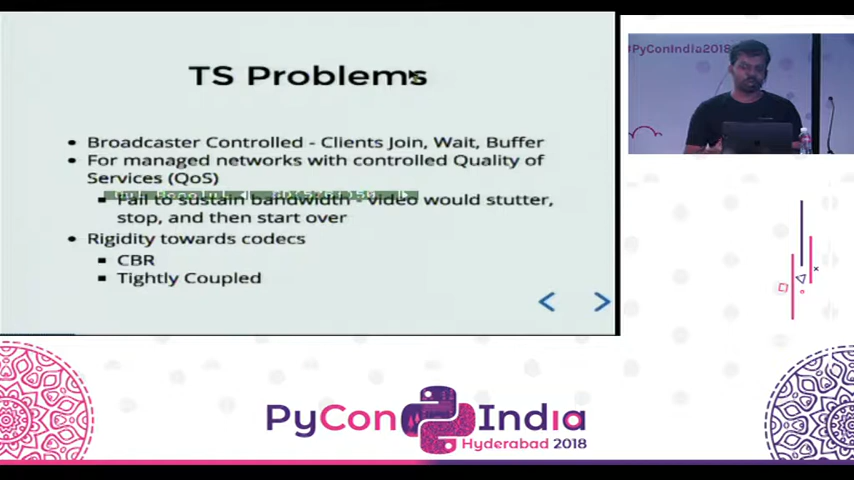 TS Problems
Broadcaster Controlled - Clients Join, Wait, Buffer
For managed networks with controlled Quality of
Services (QoS)
Fail to sustain bandwidth - video would stutter,
stop, and then start over
Rigidity towards codecs
CBR
Tightly Coupled
#PyConIndia2018
PyCon India
Hyderabad 2018